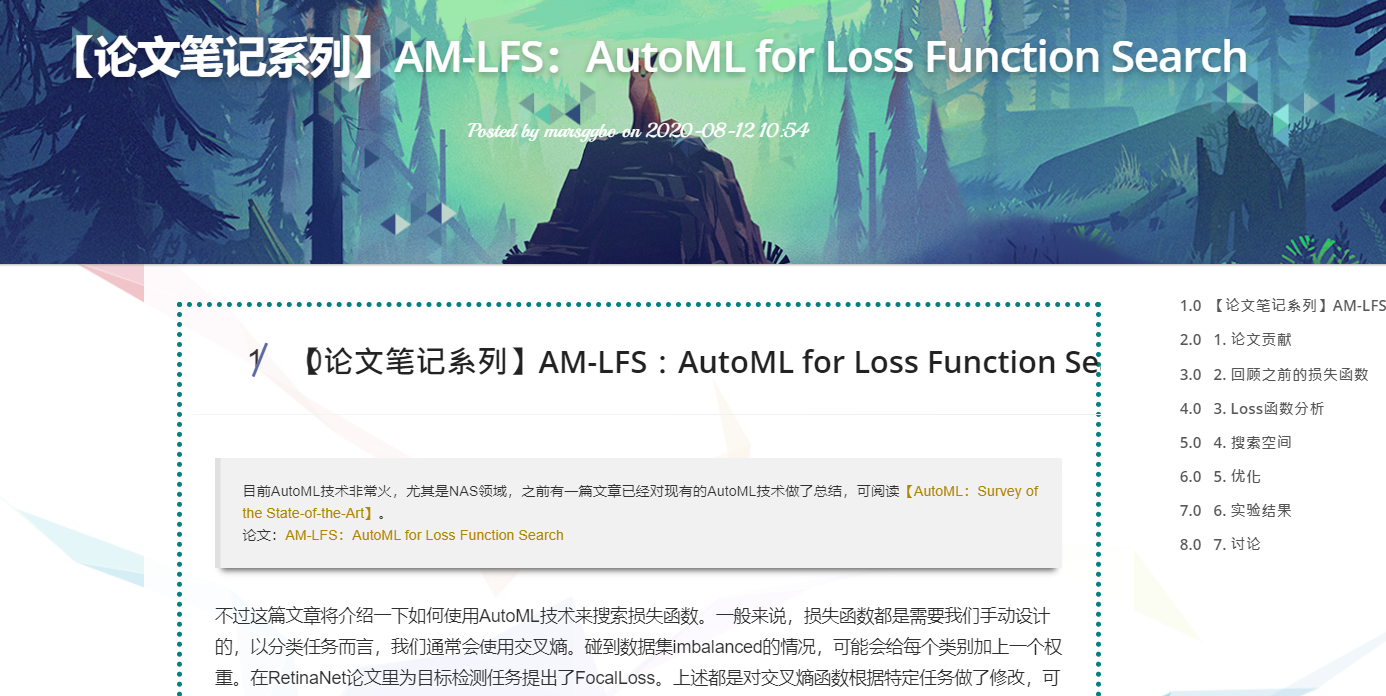 【论文笔记系列】AM-LFS：AutoML for Loss Function Search
Posted by marsggbo on 2020-08-12 10:54
1 【论文笔记系列】AM-LFS：AutoML for Loss Function Se
目前AutoML技术非常火，尤其是NAS领域，之前有一篇文章已经对现有的AutoML技术做了总结，可阅读【AutoML：Survey of
the State-of-the-Art】。
论文：AM-LFS：AutoML for Loss Function Search
不过这篇文章将介绍一下如何使用AutoML技术来搜索损失函数。一般来说，损失函数都是需要我们手动设计
的，以分类任务而言，我们通常会使用交叉熵。碰到数据集imbalanced的情况，可能会给每个类别加上一个权
重。在RetinaNet论文里为目标检测任务提出了FocalLoss。上述都是对交叉熵函数根据特定任务做了修改，可
1.0 【论文笔记系列】AM-LFS
2.0 1. 论文贡献
3.0 2. 回顾之前的损失函数
4.0 3. Loss函数分析
5.0 4. 搜索空间
6.0 5. 优化
7.0 6. 实验结果
8.0 7. 讨论